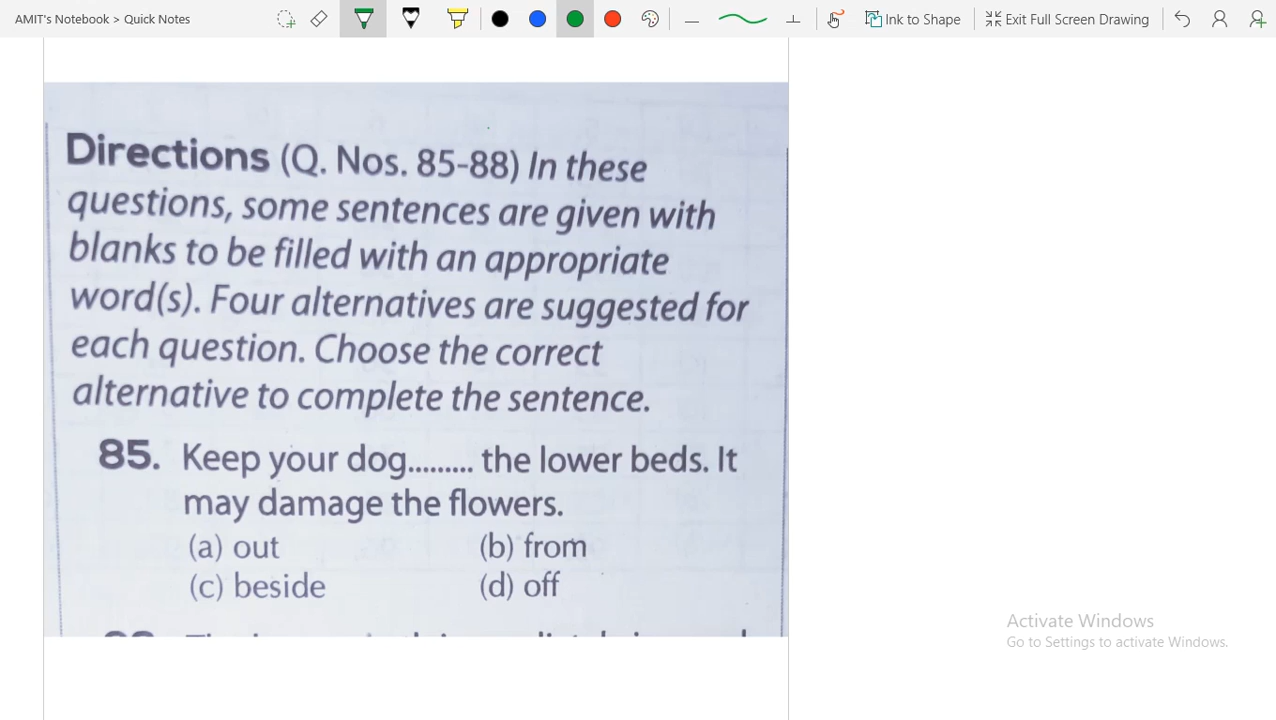 AMIT's Notebook > Quick Notes
Ink to Shape
Exit Full Screen Drawing
Directions (Q. Nos. 85-88) In these
questions, some sentences are given with
blanks to be filled with an appropriate
word(s). Four alternatives are suggested for
each question. Choose the correct
alternative to complete the sentence.
85. Keep your dog......... the lower beds. It
may damage the flowers.
(a) out (b) from
(c) beside (d) off
Activate Windows
Go to Settings to activate Windows.